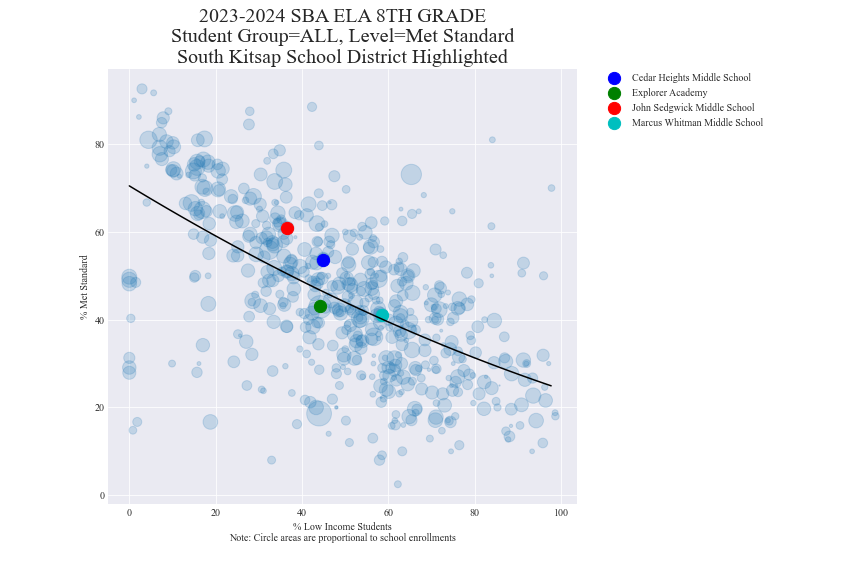 2023-2024 SBA ELA 8TH GRADE
Student Group=ALL, Level=Met Standard
South Kitsap School District Highlighted
Cedar Heights Middle School
Explorer Academy
John Sedgwick Middle School
Marcus Whitman Middle School
% Met Standard
80
60
40
20
0
0 20 40 60 80 100
% Low Income Students
Note: Circle areas are proportional to school enrollments